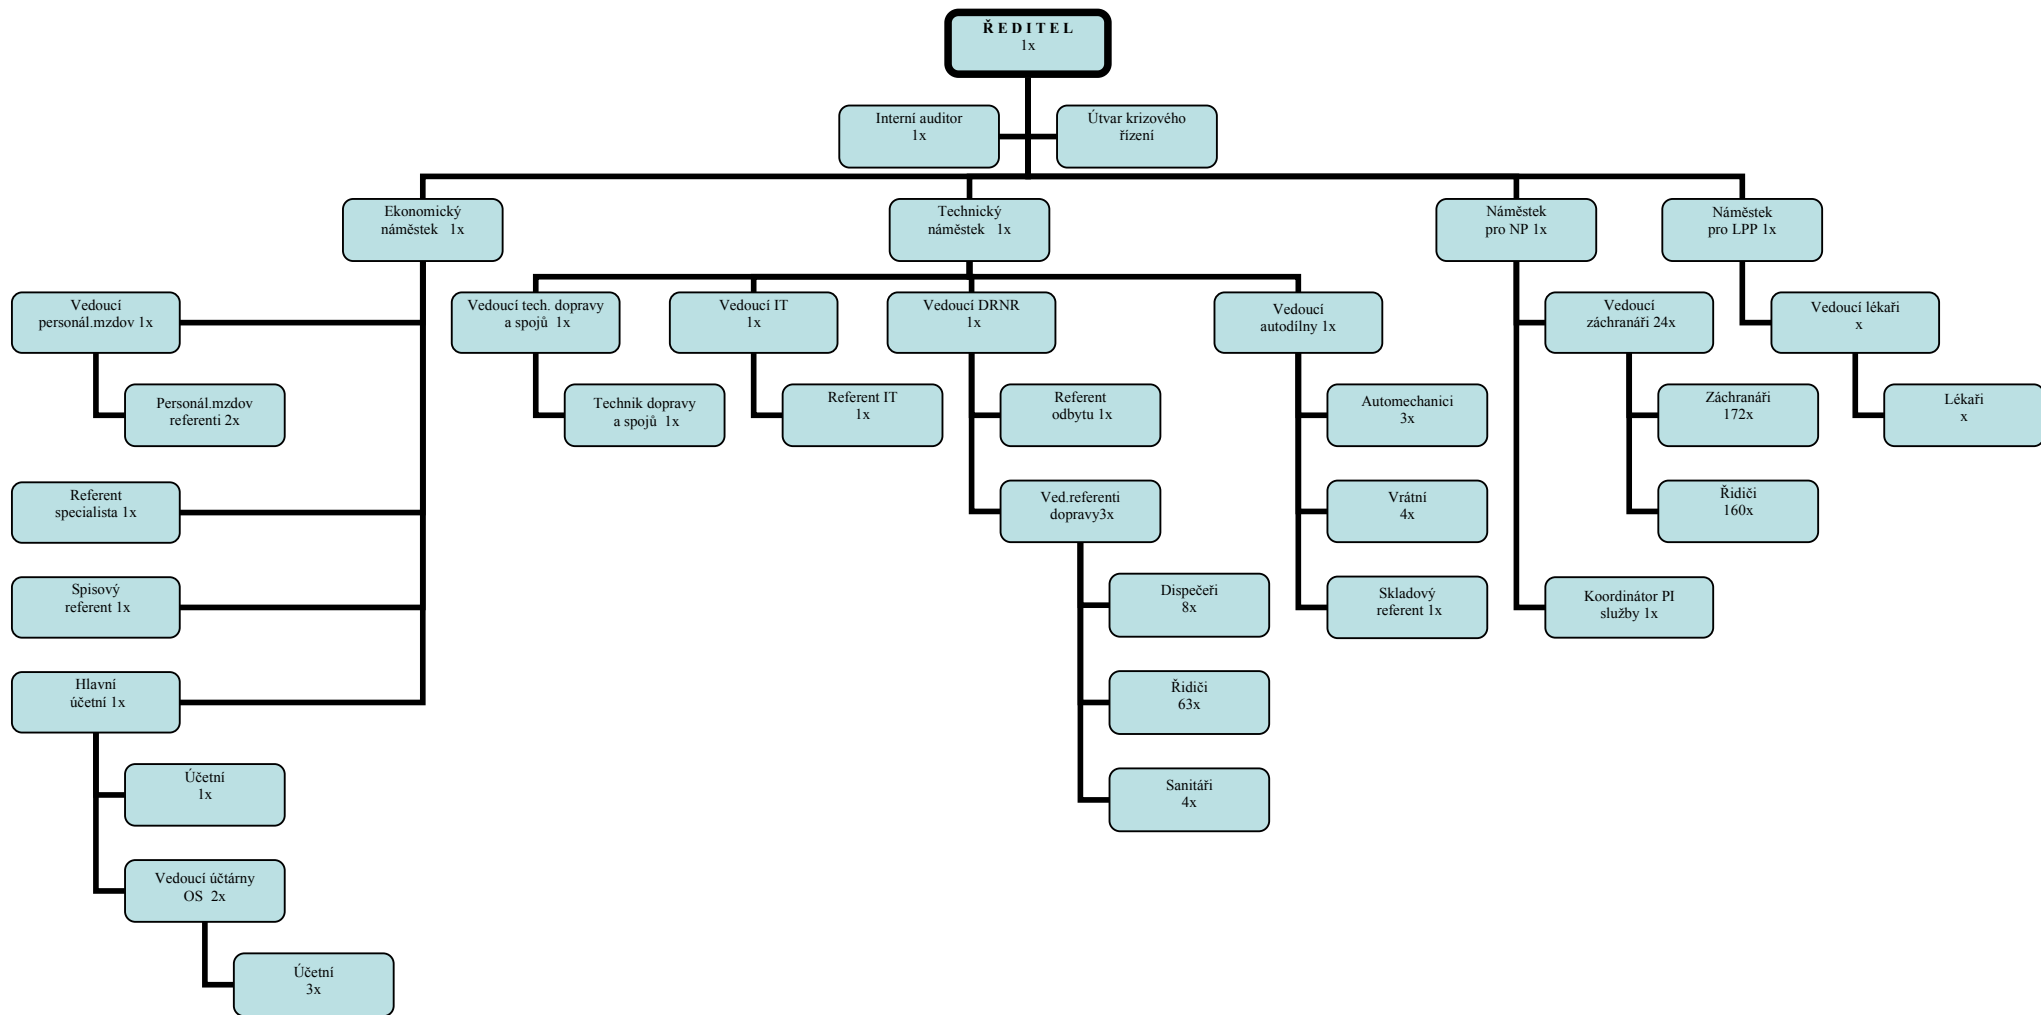 Ř E D I T E L
1x
Interní auditor
1x
Útvar krizového
řízení
Ekonomický
náměstek 1x
Technický
náměstek 1x
Náměstek
pro NP 1x
Náměstek
pro LPP 1x
Vedoucí
personál.mzdov 1x
Vedoucí tech. dopravy
a spojů 1x
Vedoucí IT
1x
Vedoucí DRNR
1x
Vedoucí
autodílny 1x
Vedoucí
záchranáři 24x
Vedoucí lékaři
x
Personál.mzdov
referenti 2x
Technik dopravy
a spojů 1x
Referent IT
1x
Referent
odbytu 1x
Automechanici
3x
Záchranáři
172x
Lékaři
x
Referent
specialista 1x
Ved.referenti
dopravy3x
Vrátní
4x
Řidiči
160x
Spisový
referent 1x
Dispečeři
8x
Skladový
referent 1x
Koordinátor PI
služby 1x
Hlavní
účetní 1x
Řidiči
63x
Účetní
1x
Sanitáři
4x
Vedoucí účtárny
OS 2x
Účetní
3x